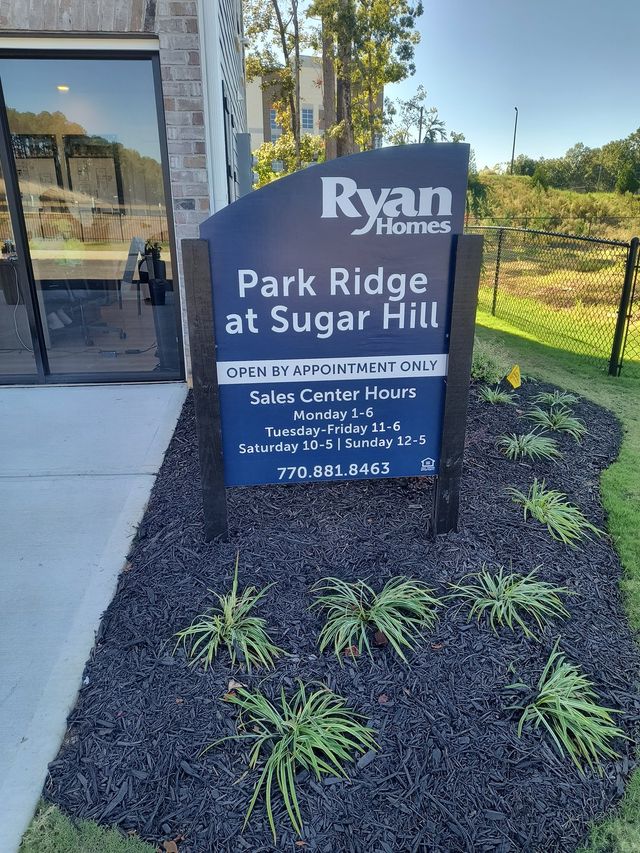 Ryan
Homes
Park Ridge
at Sugar Hill
OPEN BY APPOINTMENT ONLY
Sales Center Hours
Monday 1-6
Tuesday-Friday 11-6
Saturday 10-5 | Sunday 12-5
770.881.8463